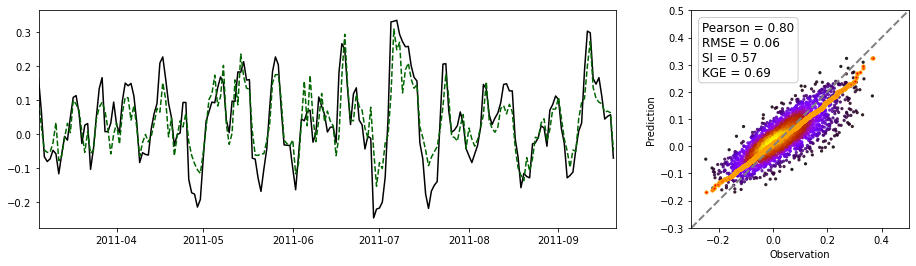 0.3
0.2
0.1
0.0
−0.1
−0.2
2011-04 2011-05 2011-06 2011-07 2011-08 2011-09
Pearson = 0.80
RMSE = 0.06
SI = 0.57
KGE = 0.69
0.5
0.4
0.3
0.2
0.1
0.0
−0.1
−0.2
−0.3
Prediction
−0.2 0.0 0.2 0.4
Observation